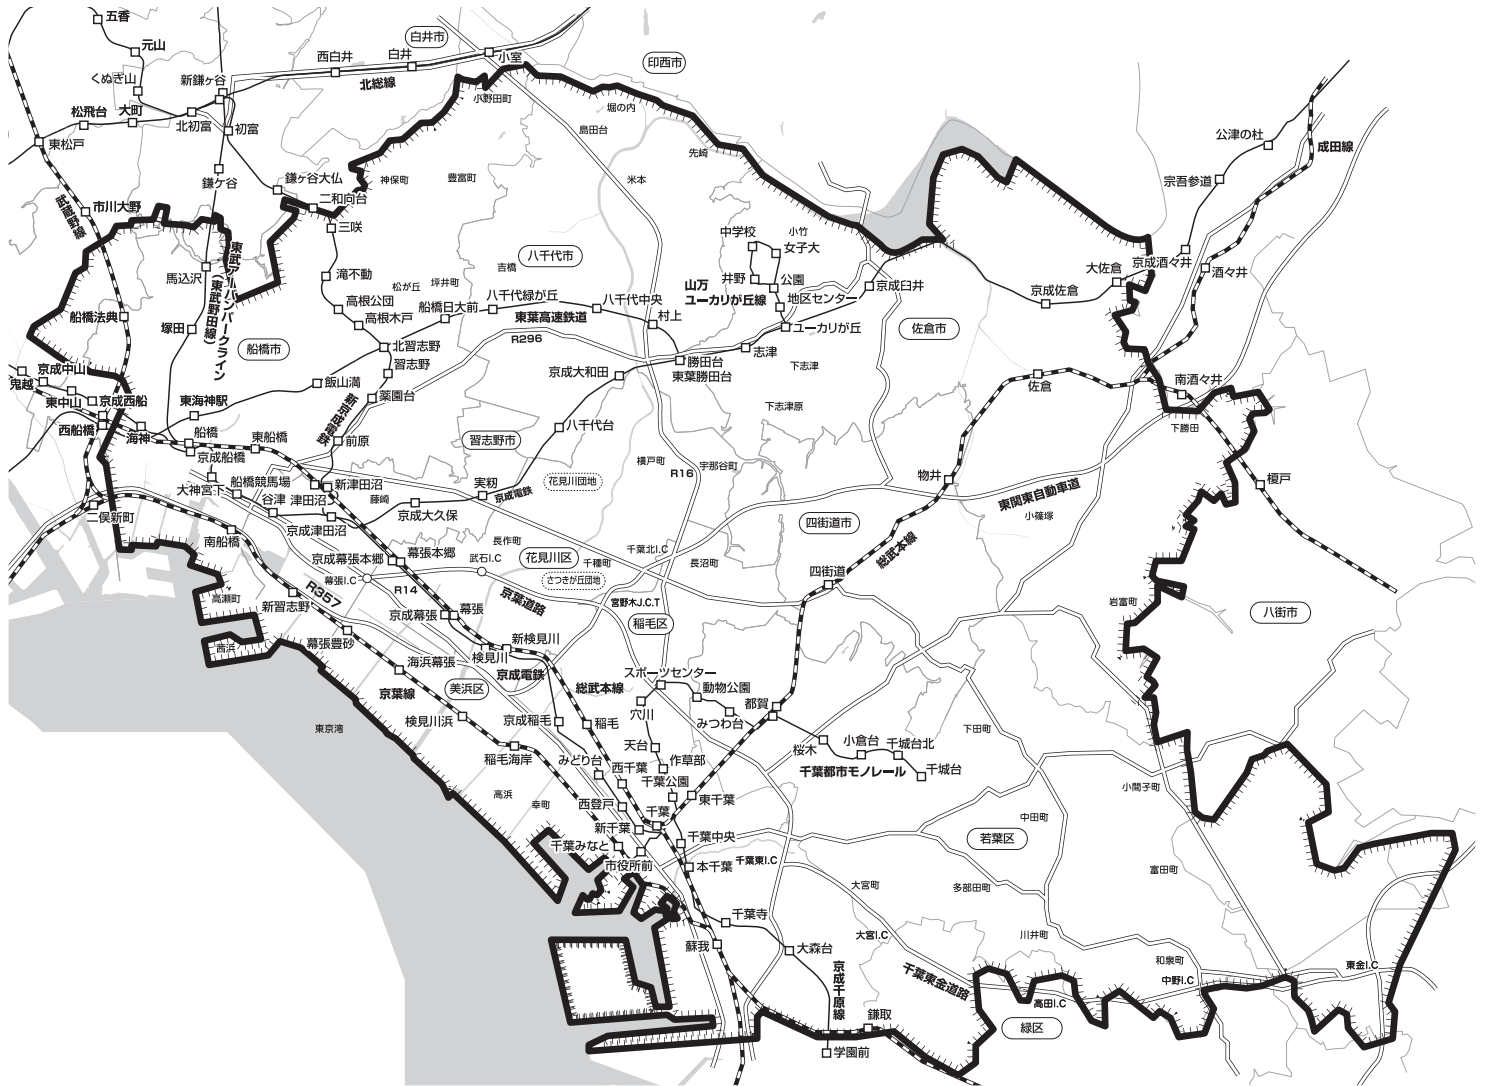 五香
元山
白井市
小室
西白井
白井
北総線
印西市
くぬぎ山
新鎌ヶ谷
小野田町
堀の内
松飛台
大町
北初富
初富
島田台
東松戸
公津の杜
成田線
先崎
鎌ケ谷
鎌ヶ谷大仏
神保町
豊富町
米本
宗吾参道
武蔵野線
市川大野
二和向台
三咲
中学校
小竹
女子大
東武アーバンパークライン
(東武野田線)
八千代市
吉橋
馬込沢
滝不動
井野
公園
大佐倉
京成酒々井
酒々井
松が丘
坪井町
山万
ユーカリが丘線
地区センター
京成臼井
京成佐倉
高根公団
八千代緑が丘
八千代中央
船橋法典
高根木戸
船橋日大前
東葉高速鉄道
村上
ユーカリが丘
佐倉市
塚田
船橋市
北習志野
R296
志津
習志野
勝田台
東葉勝田台
下志津
京成中山
鬼越
飯山満
京成大和田
佐倉
南酒々井
東中山
京成西船
東海神駅
薬園台
新京成電鉄
下志津原
西船橋
海神
船橋
東船橋
前原
習志野市
八千代台
下勝田
京成船橋
横戸町
R16
宇那谷町
物井
榎戸
大神宮下
船橋競馬場
新津田沼
実籾
花見川団地
谷津
津田沼
藤崎
京成大久保
京成電鉄
東関東自動車道
小篠塚
二俣新町
京成津田沼
四街道市
南船橋
長作町
千葉北I.C
総武本線
京成幕張本郷
幕張本郷
武石I.C
花見川区
千種町
長沼町
幕張I.C
さつきが丘団地
四街道
高瀬町
R357
R14
京葉道路
宮野木J.C.T
岩富町
八街市
新習志野
京成幕張
幕張
稲毛区
西浜
幕張豊砂
新検見川
検見川
海浜幕張
京成電鉄
スポーツセンター
京葉線
美浜区
総武本線
動物公園
穴川
都賀
みつわ台
東京湾
検見川浜
京成稲毛
稲毛
下田町
天台
桜木
小倉台
千城台北
稲毛海岸
みどり台
作草部
千葉都市モノレール
千城台
西千葉
千葉公園
小間子町
高浜
幸町
西登戸
東千葉
千葉
中田町
新千葉
千葉中央
若葉区
千葉みなと
市役所前
本千葉
千葉東I.C
富田町
大宮町
多部田町
千葉寺
大宮I.C
川井町
蘇我
大森台
和泉町
京成千原線
千葉東金道路
東金I.C
中野I.C
高田I.C
鎌取
緑区
学園前